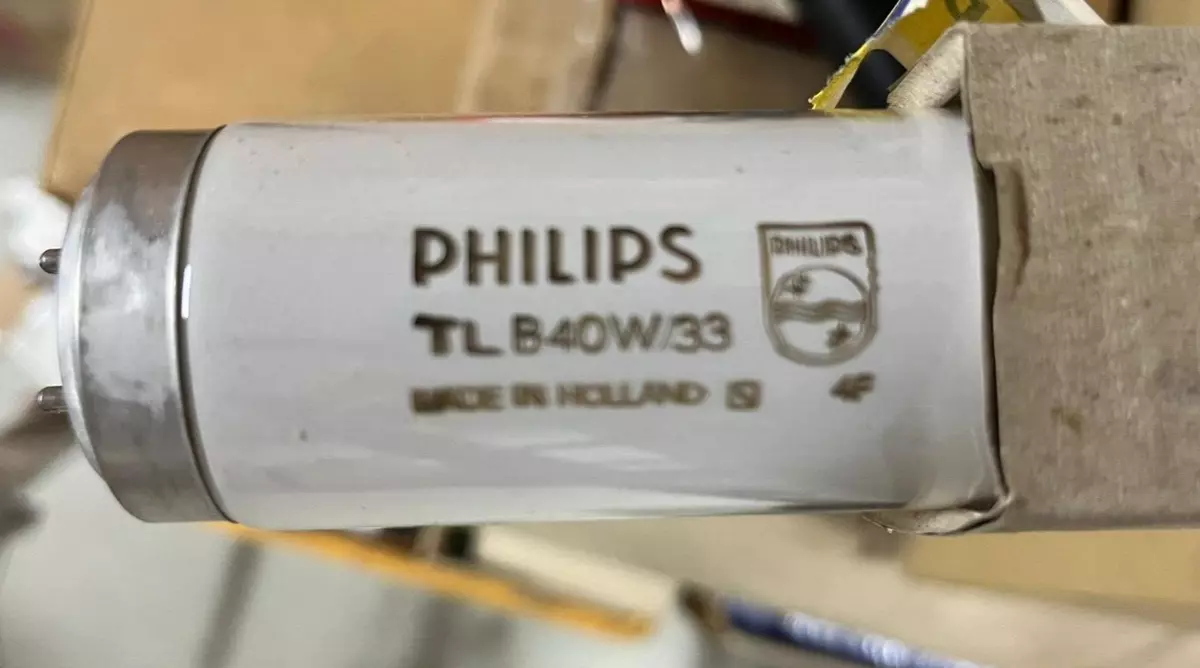 PHILIPS
TL B40W/33
MADE IN HOLLAND
PHILIPS
4F